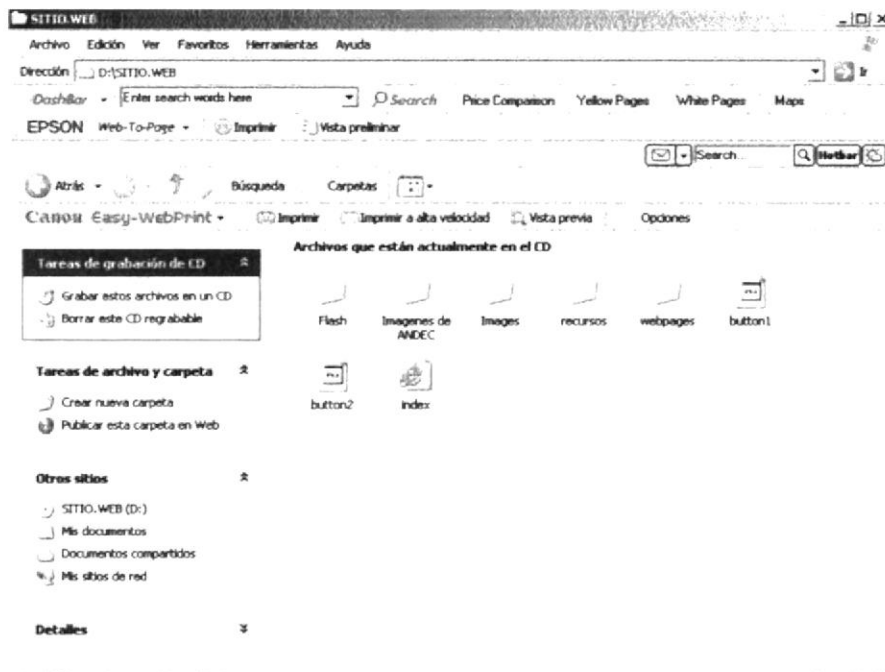 SITIO.WEB
Archivo Edición Ver Favoritos Herramientas Ayuda
Dirección D:\SITIO.WEB Ir
DashBar Enter search words here Search Price Comparison Yellow Pages White Pages Maps
EPSON Web-To-Page Imprimir Vista preliminar
Search... Hotbar
Atrás Búsqueda Carpetas
Canon Easy-WebPrint Imprimir Imprimir a alta velocidad Vista previa Opciones
Tareas de grabación de CD
Grabar estos archivos en un CD
Borrar este CD regrabable
Tareas de archivo y carpeta
Crear nueva carpeta
Publicar esta carpeta en Web
Otros sitios
SITIO.WEB (D:)
Mis documentos
Documentos compartidos
Mis sitios de red
Detalles
Archivos que están actualmente en el CD
Flash Imagenes de ANDEC Images recursos webpages button1
button2 index